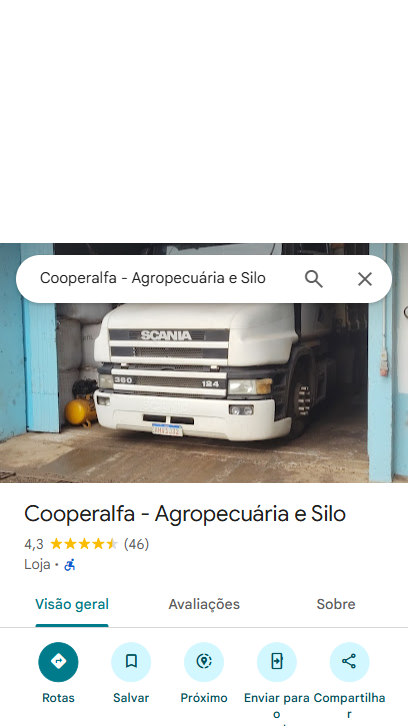 Cooperalfa - Agropecuária e Silo
SCANIA
360
124
Cooperalfa - Agropecuária e Silo
4,3 (46)
Loja ·
Visão geral
Avaliações
Sobre
Rotas
Salvar
Próximo
Enviar para o
Compartilhar